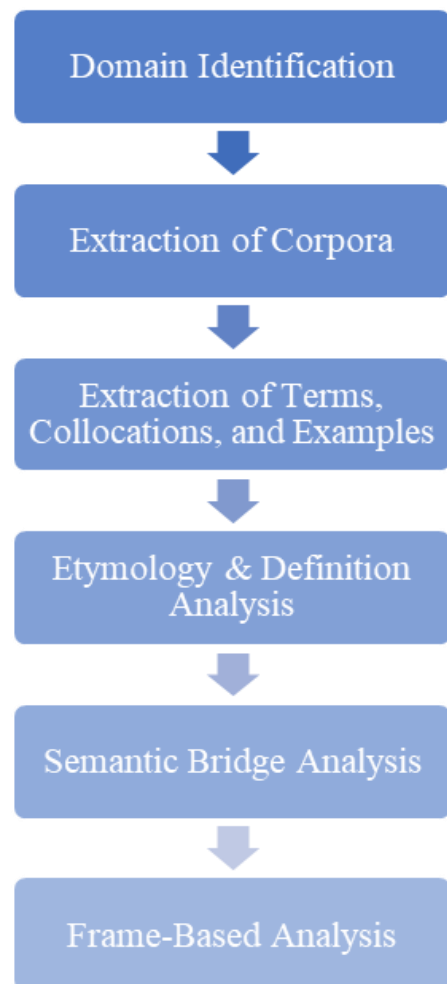 Domain Identification
Extraction of Corpora
Extraction of Terms,
Collocations, and Examples
Etymology & Definition
Analysis
Semantic Bridge Analysis
Frame-Based Analysis